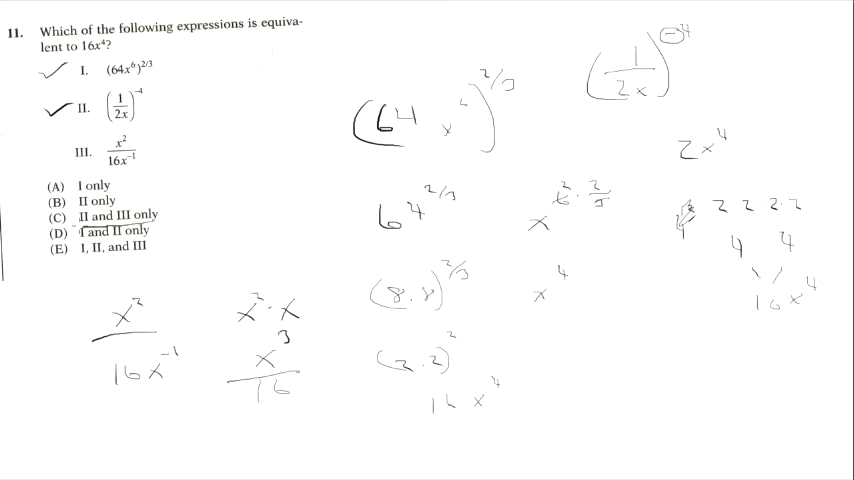 11. Which of the following expressions is equiva-
lent to 16x⁴?
I. (64x⁶)^2/3
II. (1/2x)^-4
III. x²/16x⁻¹
(A) I only
(B) II only
(C) II and III only
(D) I and II only
(E) I, II, and III
(64 x⁶)^2/3
(1/2x)^-4
2x⁴
64^2/3
x^6·2/3
2 2 2·2
4 4
16x⁴
(8·8)^2/3
x⁴
(2·2)²
16 x⁴
x²/16x⁻¹
x²·x
x³/16